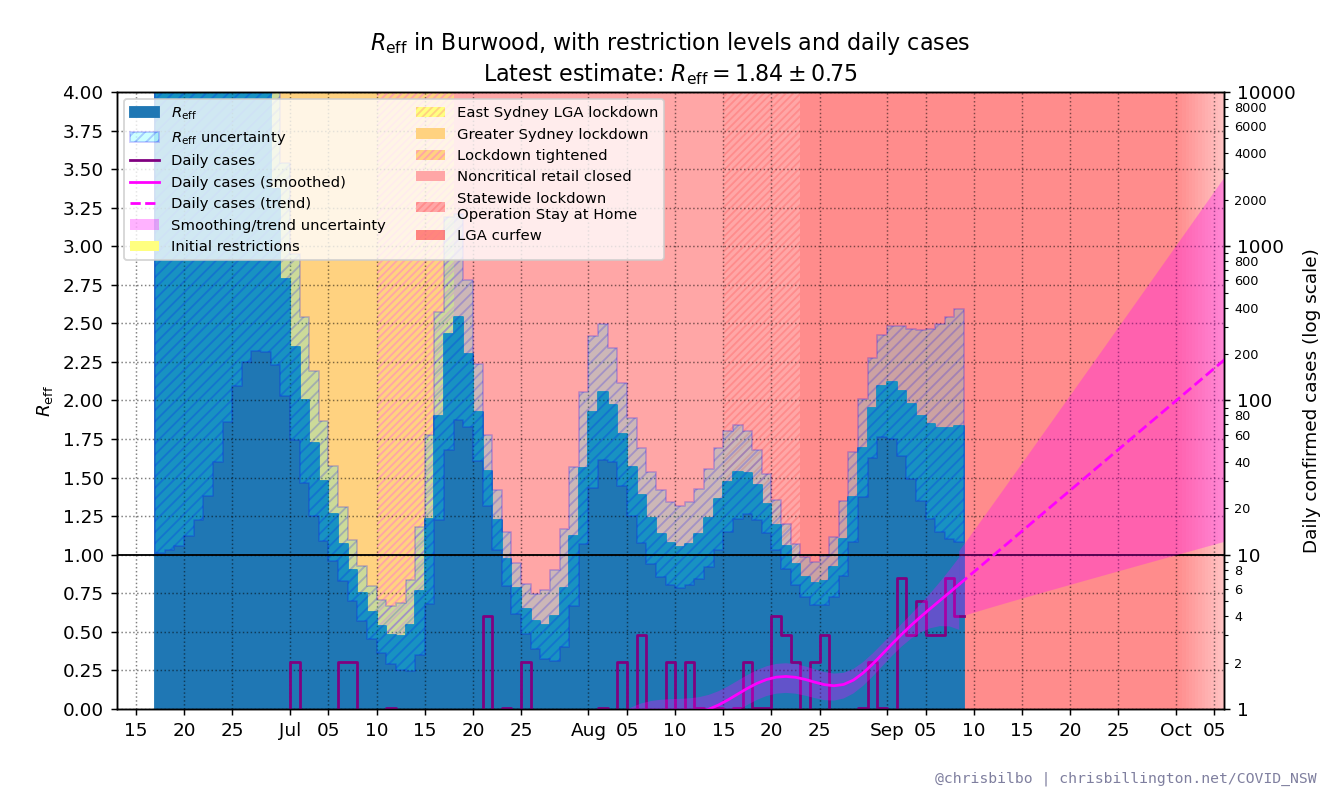 R_eff in Burwood, with restriction levels and daily cases
Latest estimate: R_eff = 1.84 ± 0.75
R_eff
R_eff uncertainty
Daily cases
Daily cases (smoothed)
Daily cases (trend)
Smoothing/trend uncertainty
Initial restrictions
East Sydney LGA lockdown
Greater Sydney lockdown
Lockdown tightened
Noncritical retail closed
Statewide lockdown
Operation Stay at Home
LGA curfew
R_eff
4.00
3.75
3.50
3.25
3.00
2.75
2.50
2.25
2.00
1.75
1.50
1.25
1.00
0.75
0.50
0.25
0.00
10000
8000
6000
4000
2000
1000
800
600
400
200
100
80
60
40
20
10
8
6
4
2
1
Daily confirmed cases (log scale)
15 20 25 Jul 05 10 15 20 25 Aug 05 10 15 20 25 Sep 05 10 15 20 25 Oct 05
@chrisbilbo | chrisbillington.net/COVID_NSW